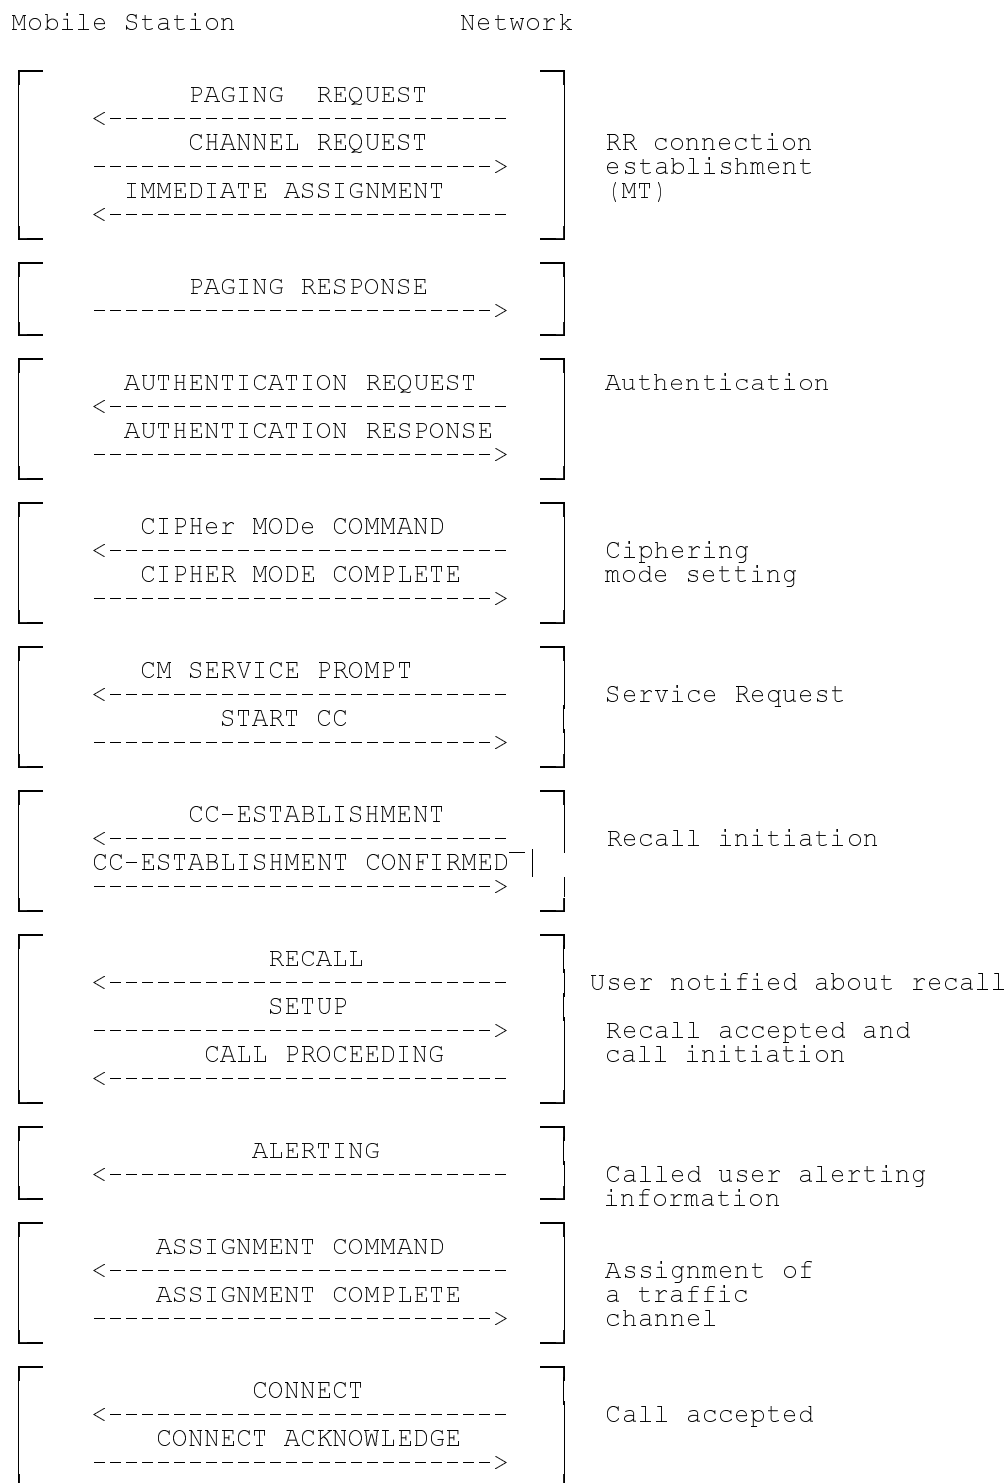 Mobile Station Network
PAGING REQUEST
<--------------------------
CHANNEL REQUEST
------------------------->
RR connection
establishment
IMMEDIATE ASSIGNMENT
(MT)
<--------------------------
PAGING RESPONSE
------------------------->
AUTHENTICATION REQUEST
Authentication
<--------------------------
AUTHENTICATION RESPONSE
------------------------->
CIPHer MODe COMMAND
<--------------------------
Ciphering
CIPHER MODE COMPLETE
mode setting
------------------------->
CM SERVICE PROMPT
<--------------------------
Service Request
START CC
------------------------->
CC-ESTABLISHMENT
<--------------------------
Recall initiation
CC-ESTABLISHMENT CONFIRMED
------------------------->
RECALL
<--------------------------
User notified about recall
SETUP
------------------------->
Recall accepted and
CALL PROCEEDING
call initiation
<--------------------------
ALERTING
<--------------------------
Called user alerting
information
ASSIGNMENT COMMAND
<--------------------------
Assignment of
ASSIGNMENT COMPLETE
a traffic
------------------------->
channel
CONNECT
<--------------------------
Call accepted
CONNECT ACKNOWLEDGE
------------------------->